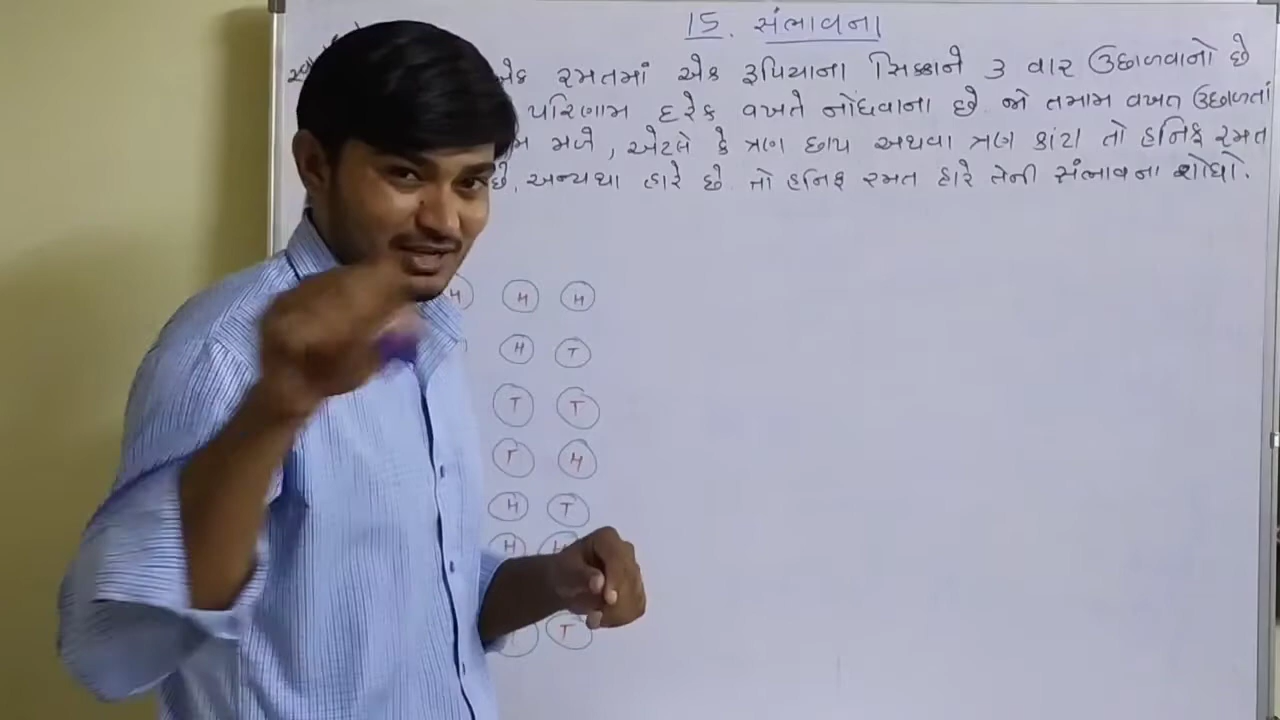 15. સંભાવના
એક રમતમાં એક રૂપિયાના સિક્કાને 3 વાર ઉછાળવાનો છે
પરિણામ દરેક વખતે નોંધવાના છે. જો તમામ વખત ઉછાળતાં
મળે, એટલે કે ત્રણ છાપ અથવા ત્રણ કાંટા તો હનિફ રમત
છે. અન્યથા હારે છે તો હનિફ રમત હારે તેની સંભાવના શોધો.
H H H
H T
T T
T H
H T
H
T